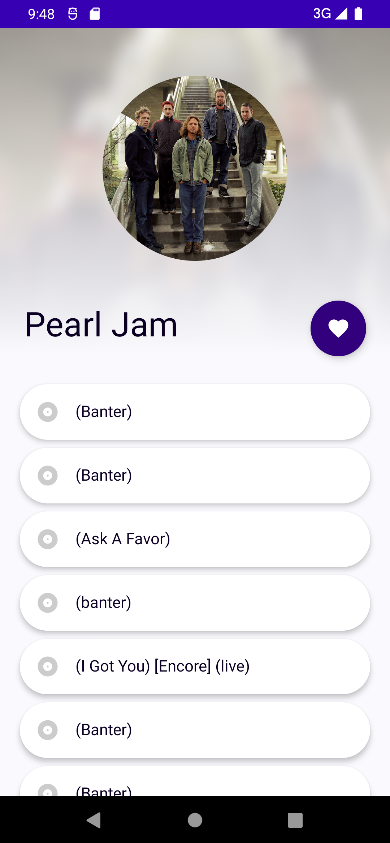 9:48
3G
Pearl Jam
(Banter)
(Banter)
(Ask A Favor)
(banter)
(I Got You) [Encore] (live)
(Banter)
(Banter)